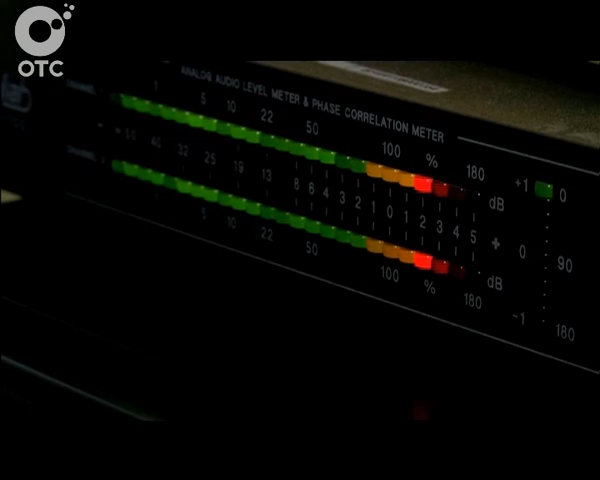 OTC
ANALOG AUDIO LEVEL METER & PHASE CORRELATION METER
1 5 10 22 50 100 % 180
40 32 25 19 13 8 6 4 3 2 1 0 1 2 3 4 5 dB
5 10 22 50 100 % 180 dB
+1 0
0 90
-1 180